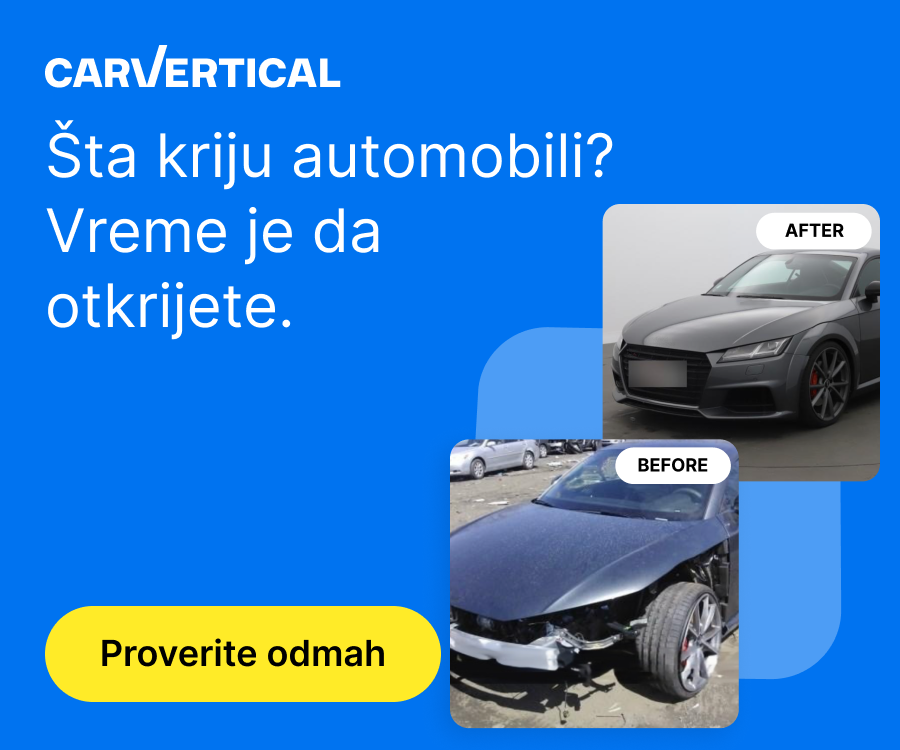 CARVERTICAL
Šta kriju automobili?
Vreme je da
otkrijete.
AFTER
BEFORE
Proverite odmah